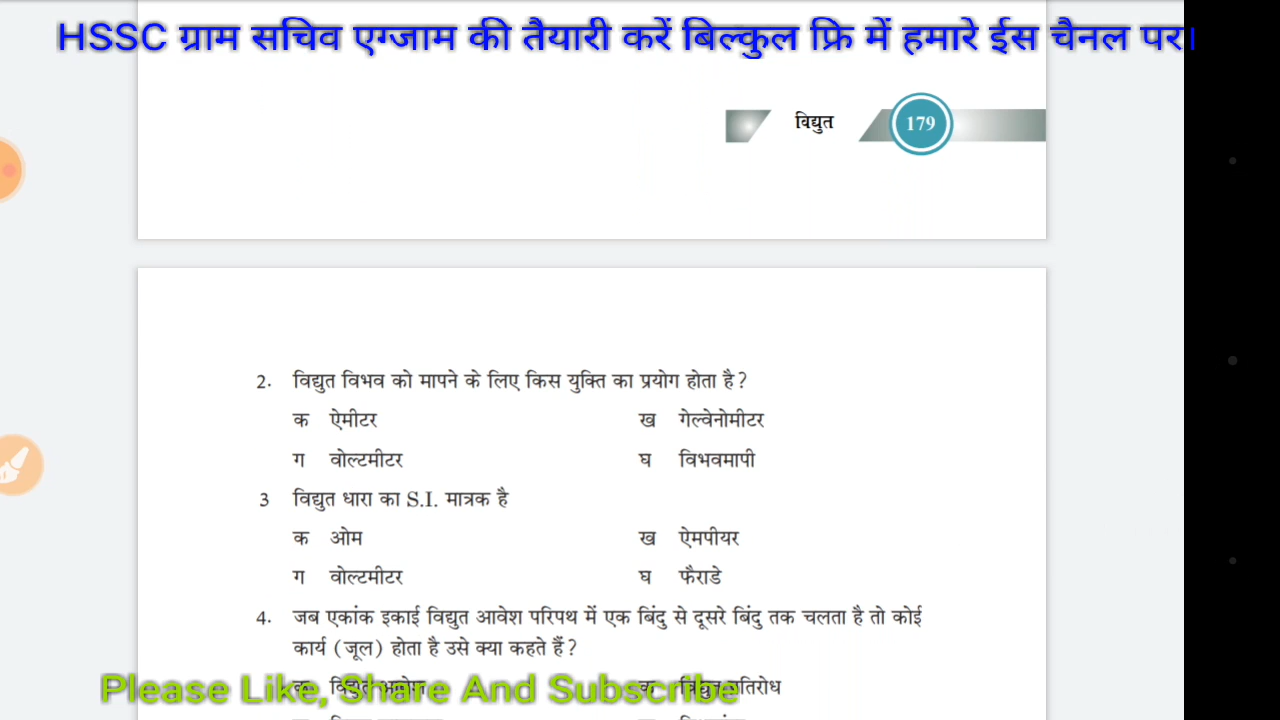 HSSC ग्राम सचिव एग्जाम की तैयारी करें बिल्कुल फ्रि में हमारे ईस चैनल पर।
विद्युत 179
2. विद्युत विभव को मापने के लिए किस युक्ति का प्रयोग होता है?
क ऐमीटर ख गेल्वेनोमीटर
ग वोल्टमीटर घ विभवमापी
3 विद्युत धारा का S.I. मात्रक है
क ओम ख ऐमपीयर
ग वोल्टमीटर घ फैराडे
4. जब एकांक इकाई विद्युत आवेश परिपथ में एक बिंदु से दूसरे बिंदु तक चलता है तो कोई
कार्य (जूल) होता है उसे क्या कहते हैं?
विद्युत आवेश विद्युत प्रतिरोध
Please Like, Share And Subscribe